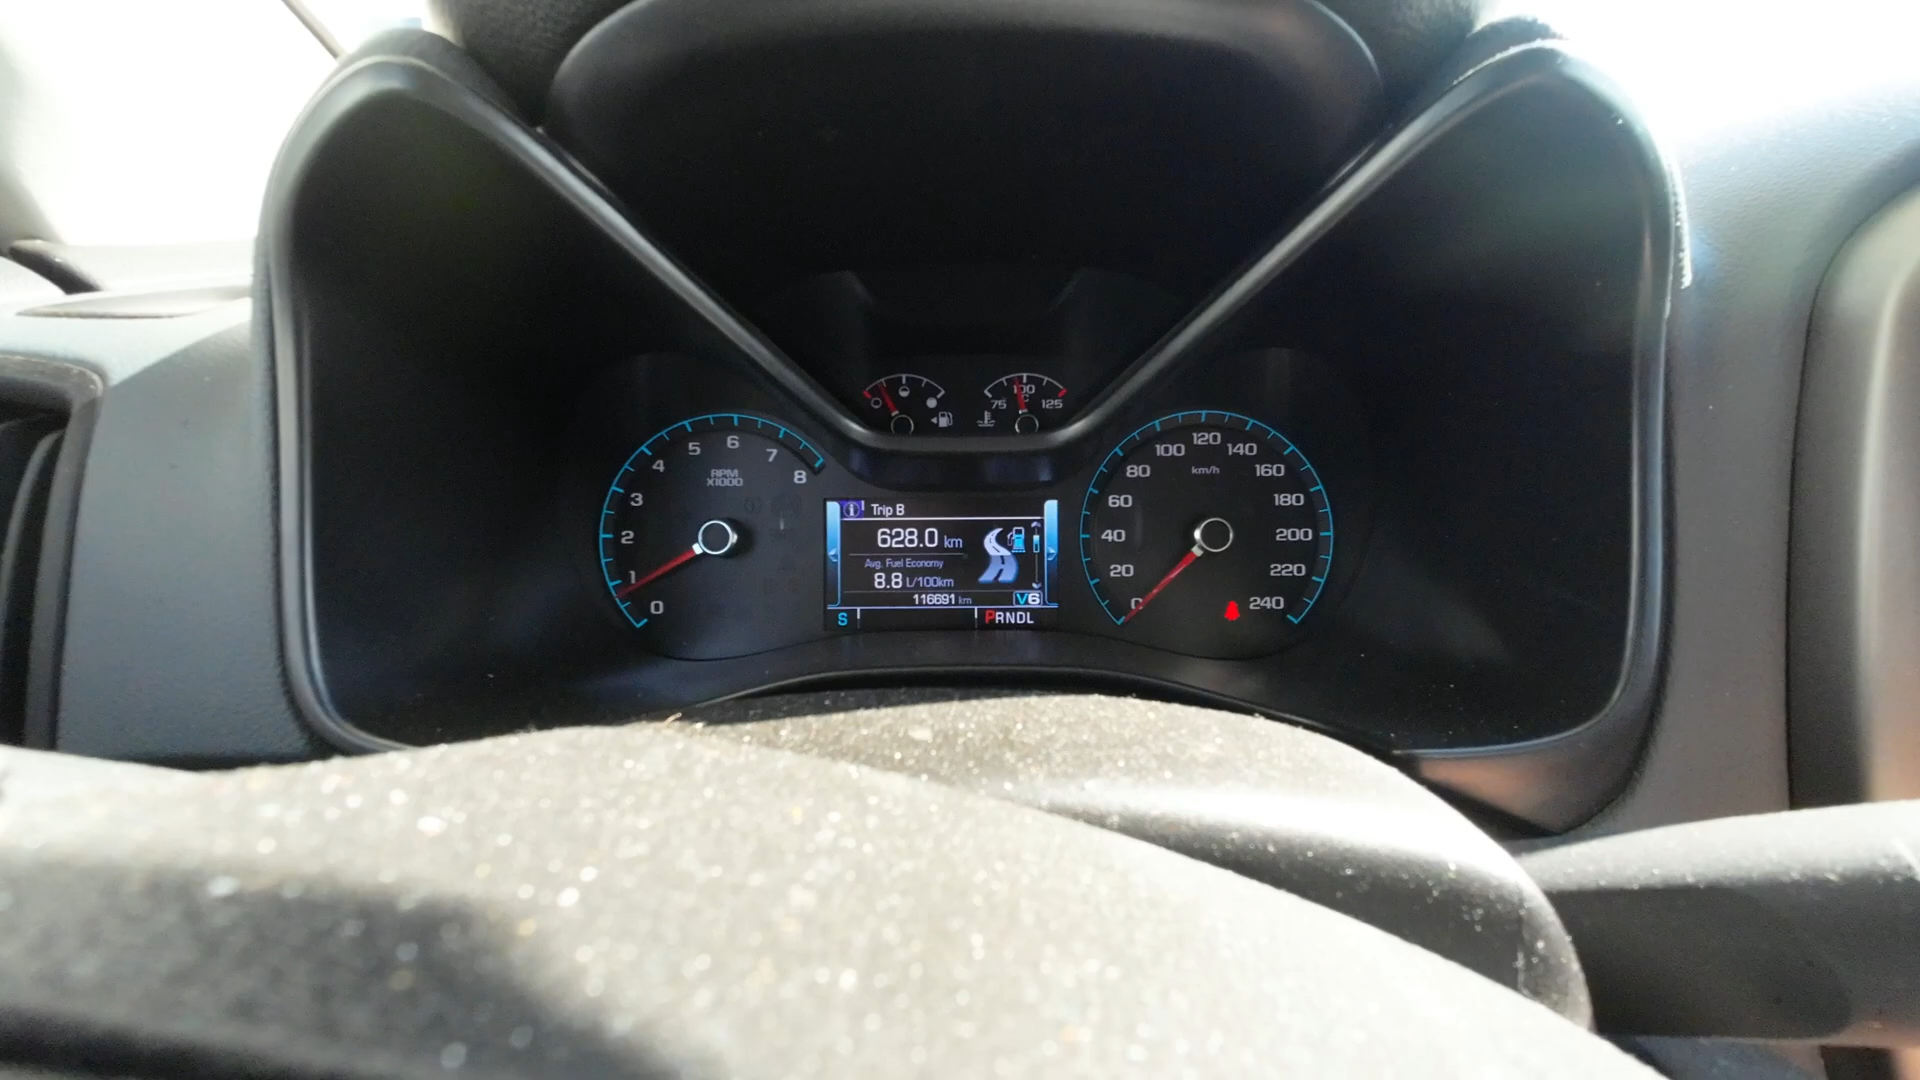 75 100 125
C
0 1 2 3 4 5 6 7 8
RPM
X1000
Trip B
628.0 km
Avg. Fuel Economy
8.8 L/100km
116691 km
V6
S
PRNDL
0 20 40 60 80 100 120 140 160 180 200 220 240
km/h